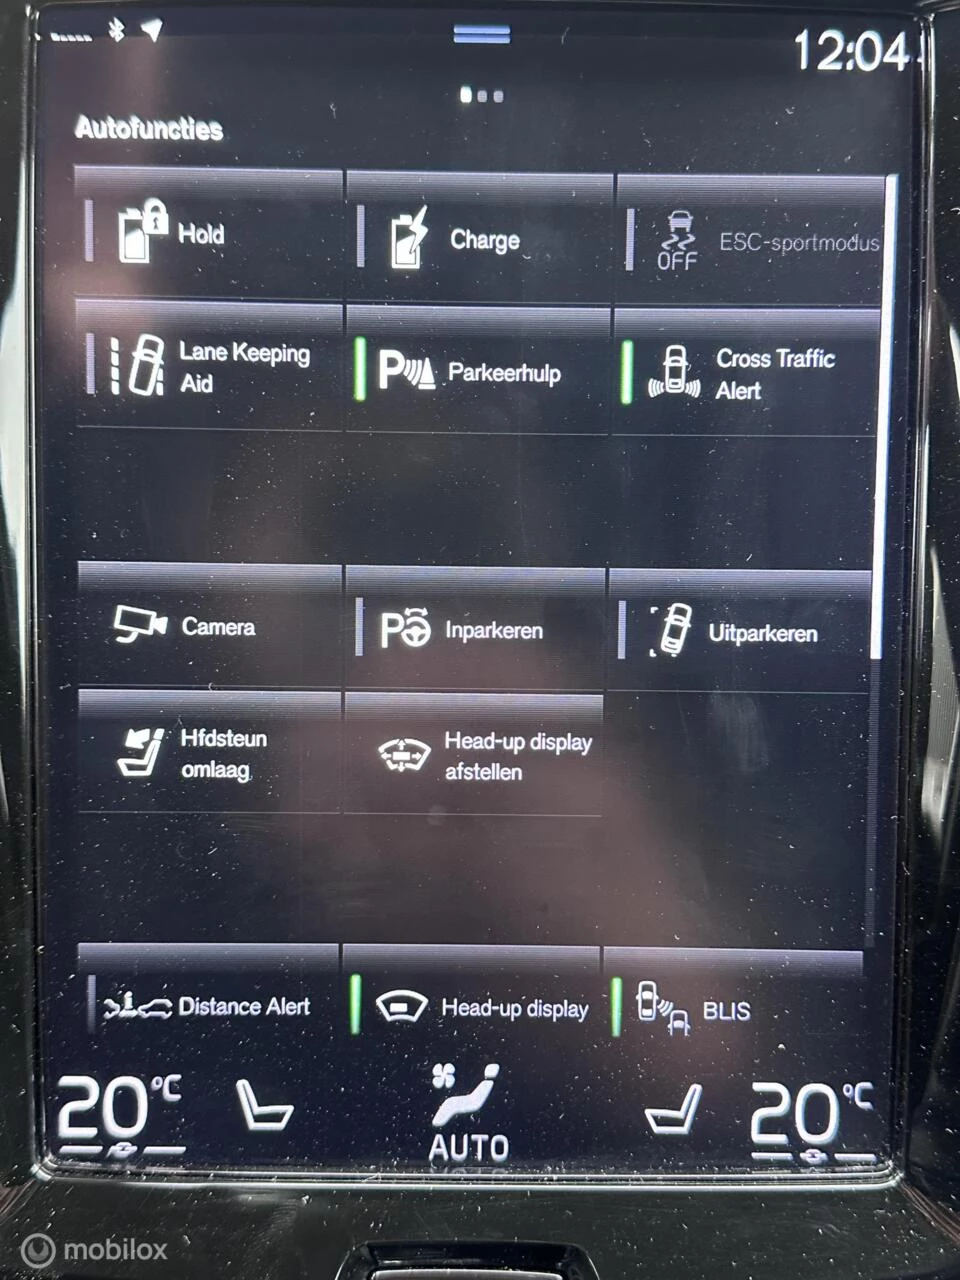 12:04
Autofuncties
Hold
Charge
OFF
ESC-sportmodus
Lane Keeping
Aid
P
Parkeerhulp
Cross Traffic
Alert
Camera
P
Inparkeren
Uitparkeren
Hfdsteun
omlaag
Head-up display
afstellen
Distance Alert
Head-up display
BLIS
20°C
AUTO
20°C
mobilox